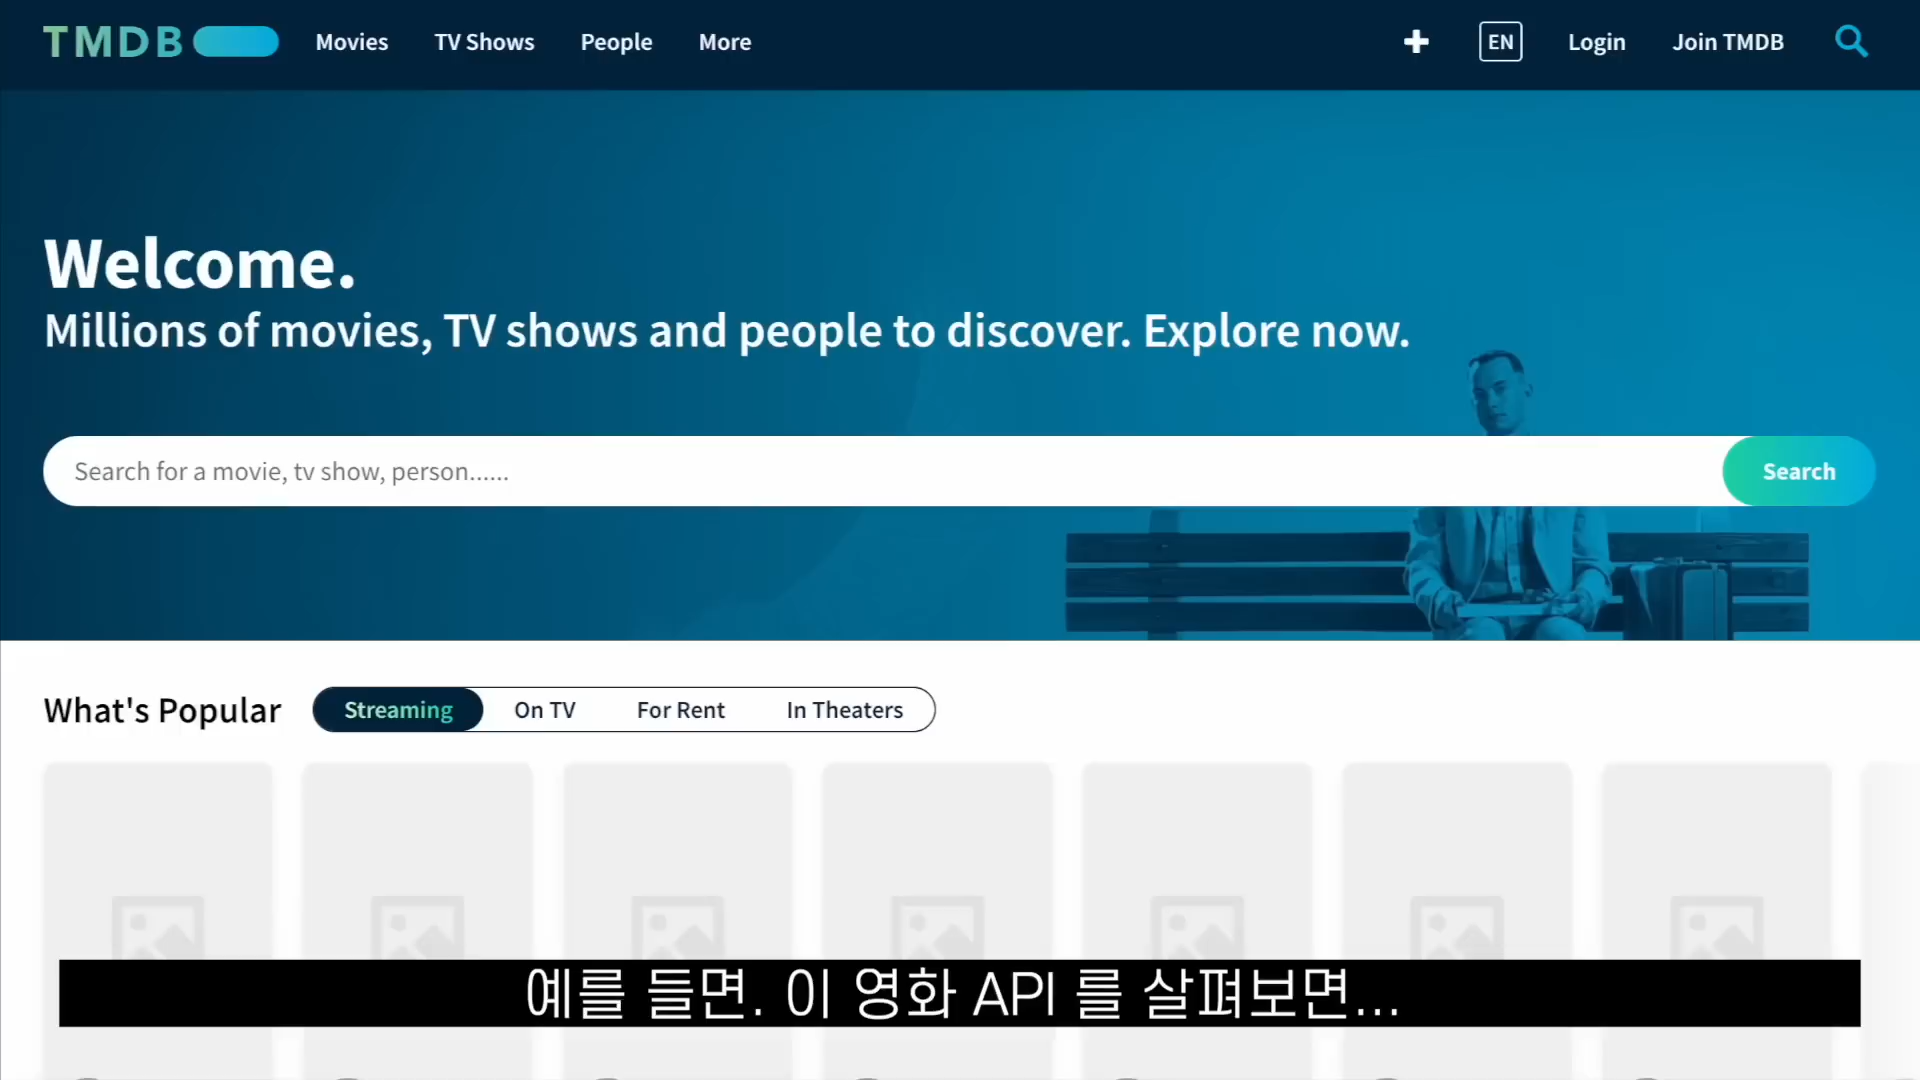 TMDB
Movies TV Shows People More
EN Login Join TMDB
Welcome.
Millions of movies, TV shows and people to discover. Explore now.
Search for a movie, tv show, person......
Search
What's Popular
Streaming On TV For Rent In Theaters
예를 들면. 이 영화 API 를 살펴보면...